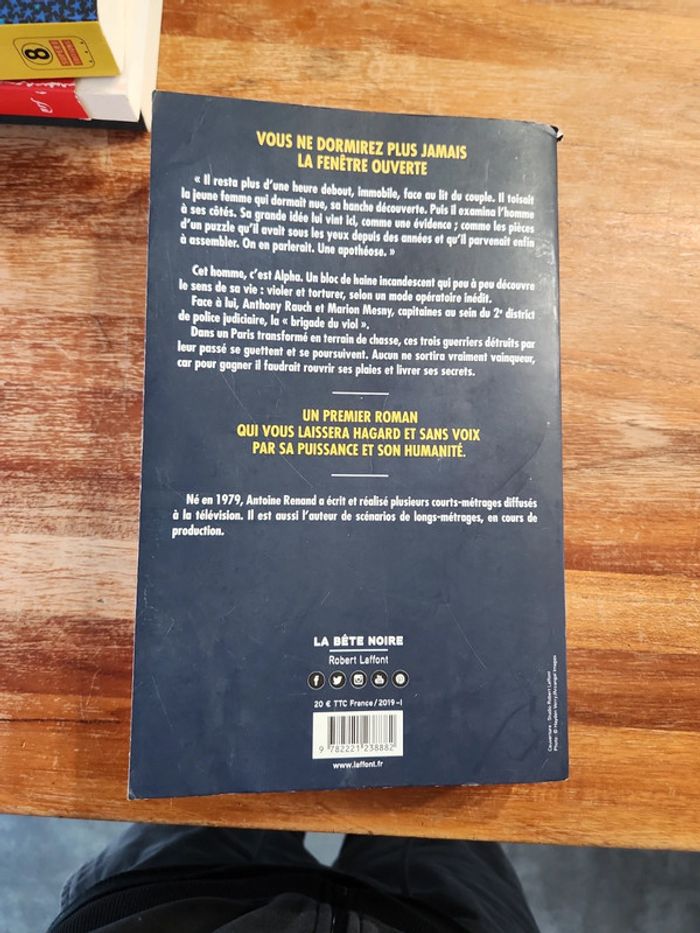 8
VOUS NE DORMIREZ PLUS JAMAIS
LA FENÊTRE OUVERTE
« Il resta plus d'une heure debout, immobile, face au lit du couple. Il toisait
la jeune femme qui dormait nue, sa hanche découverte. Puis il examina l'homme
à ses côtés. Sa grande idée lui vint ici, comme une évidence ; comme les pièces
d'un puzzle qu'il avait sous les yeux depuis des années et qu'il parvenait enfin
à assembler. On en parlerait. Une apothéose. »
Cet homme, c'est Alpha. Un bloc de haine incandescent qui peu à peu découvre
le sens de sa vie : violer et torturer, selon un mode opératoire inédit.
Face à lui, Anthony Rauch et Marion Mesny, capitaines au sein du 2e district
de police judiciaire, la « brigade du viol ».
Dans un Paris transformé en terrain de chasse, ces trois guerriers détruits par
leur passé se guettent et se poursuivent. Aucun ne sortira vraiment vainqueur,
car pour gagner il faudrait rouvrir ses plaies et livrer ses secrets.
UN PREMIER ROMAN
QUI VOUS LAISSERA HAGARD ET SANS VOIX
PAR SA PUISSANCE ET SON HUMANITÉ.
Né en 1979, Antoine Renand a écrit et réalisé plusieurs courts-métrages diffusés
à la télévision. Il est aussi l'auteur de scénarios de longs-métrages, en cours de
production.
LA BÊTE NOIRE
Robert Laffont
20 € TTC France / 2019-I
9 782221 238882
www.laffont.fr
Couverture : Studio Robert Laffont
Photo : © Hayden Verry/Arcangel Images